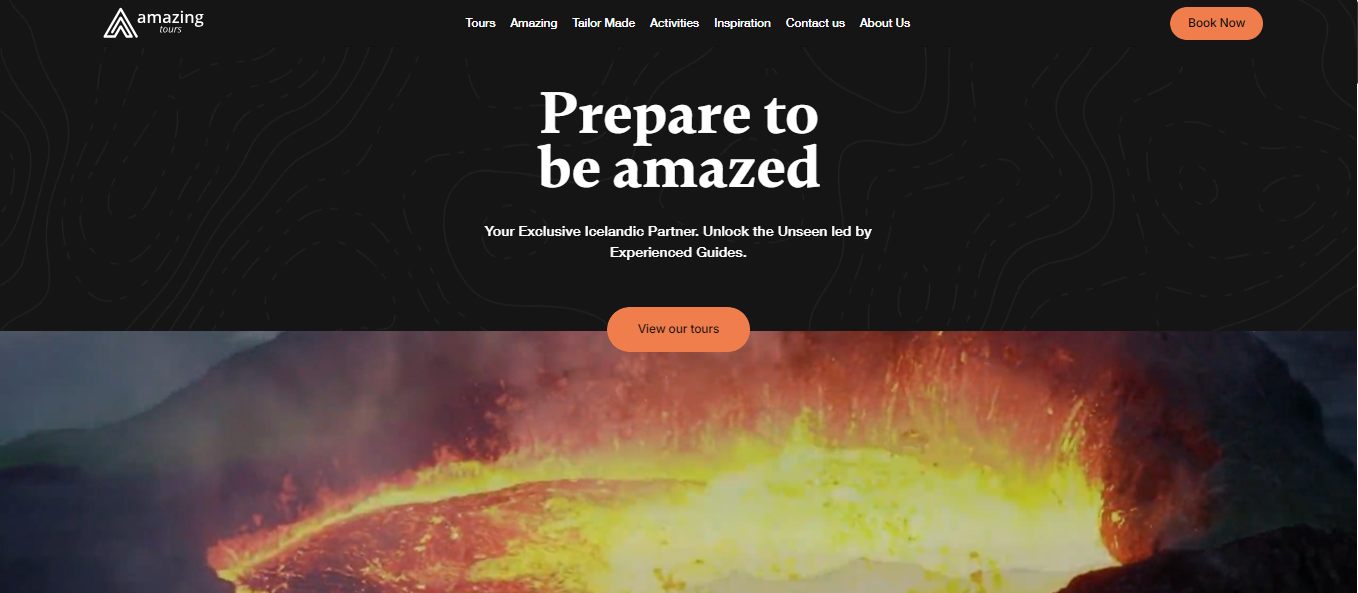 amazing
tours
Tours Amazing Tailor Made Activities Inspiration Contact us About Us
Book Now
Prepare to
be amazed
Your Exclusive Icelandic Partner. Unlock the Unseen led by
Experienced Guides.
View our tours